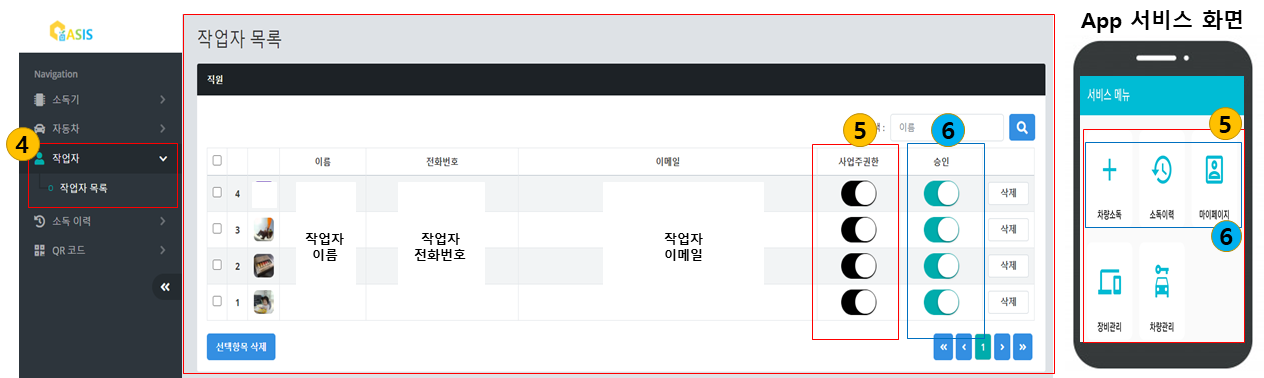 App 서비스 화면
OASIS
Navigation
소독기
자동차
4
작업자
작업자 목록
소독 이력
QR 코드
작업자 목록
직원
이름
5
6
이름 전화번호 이메일 사업주권한 승인
4 삭제
3
2 삭제
1 삭제
작업자
이름
작업자
전화번호
작업자
이메일
삭제
선택항목 삭제
« ‹ 1 › »
서비스 메뉴
5
차량소독 소독이력 마이페이지
6
장비관리 차량관리